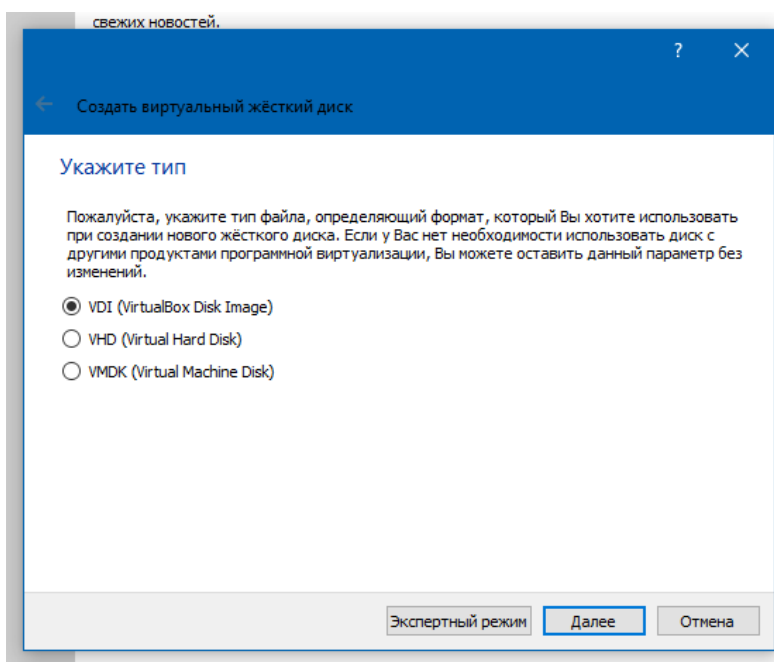 свежих новостей.
?
Создать виртуальный жёсткий диск
Укажите тип
Пожалуйста, укажите тип файла, определяющий формат, который Вы хотите использовать
при создании нового жёсткого диска. Если у Вас нет необходимости использовать диск с
другими продуктами программной виртуализации, Вы можете оставить данный параметр без
изменений.
VDI (VirtualBox Disk Image)
VHD (Virtual Hard Disk)
VMDK (Virtual Machine Disk)
Экспертный режим Далее Отмена